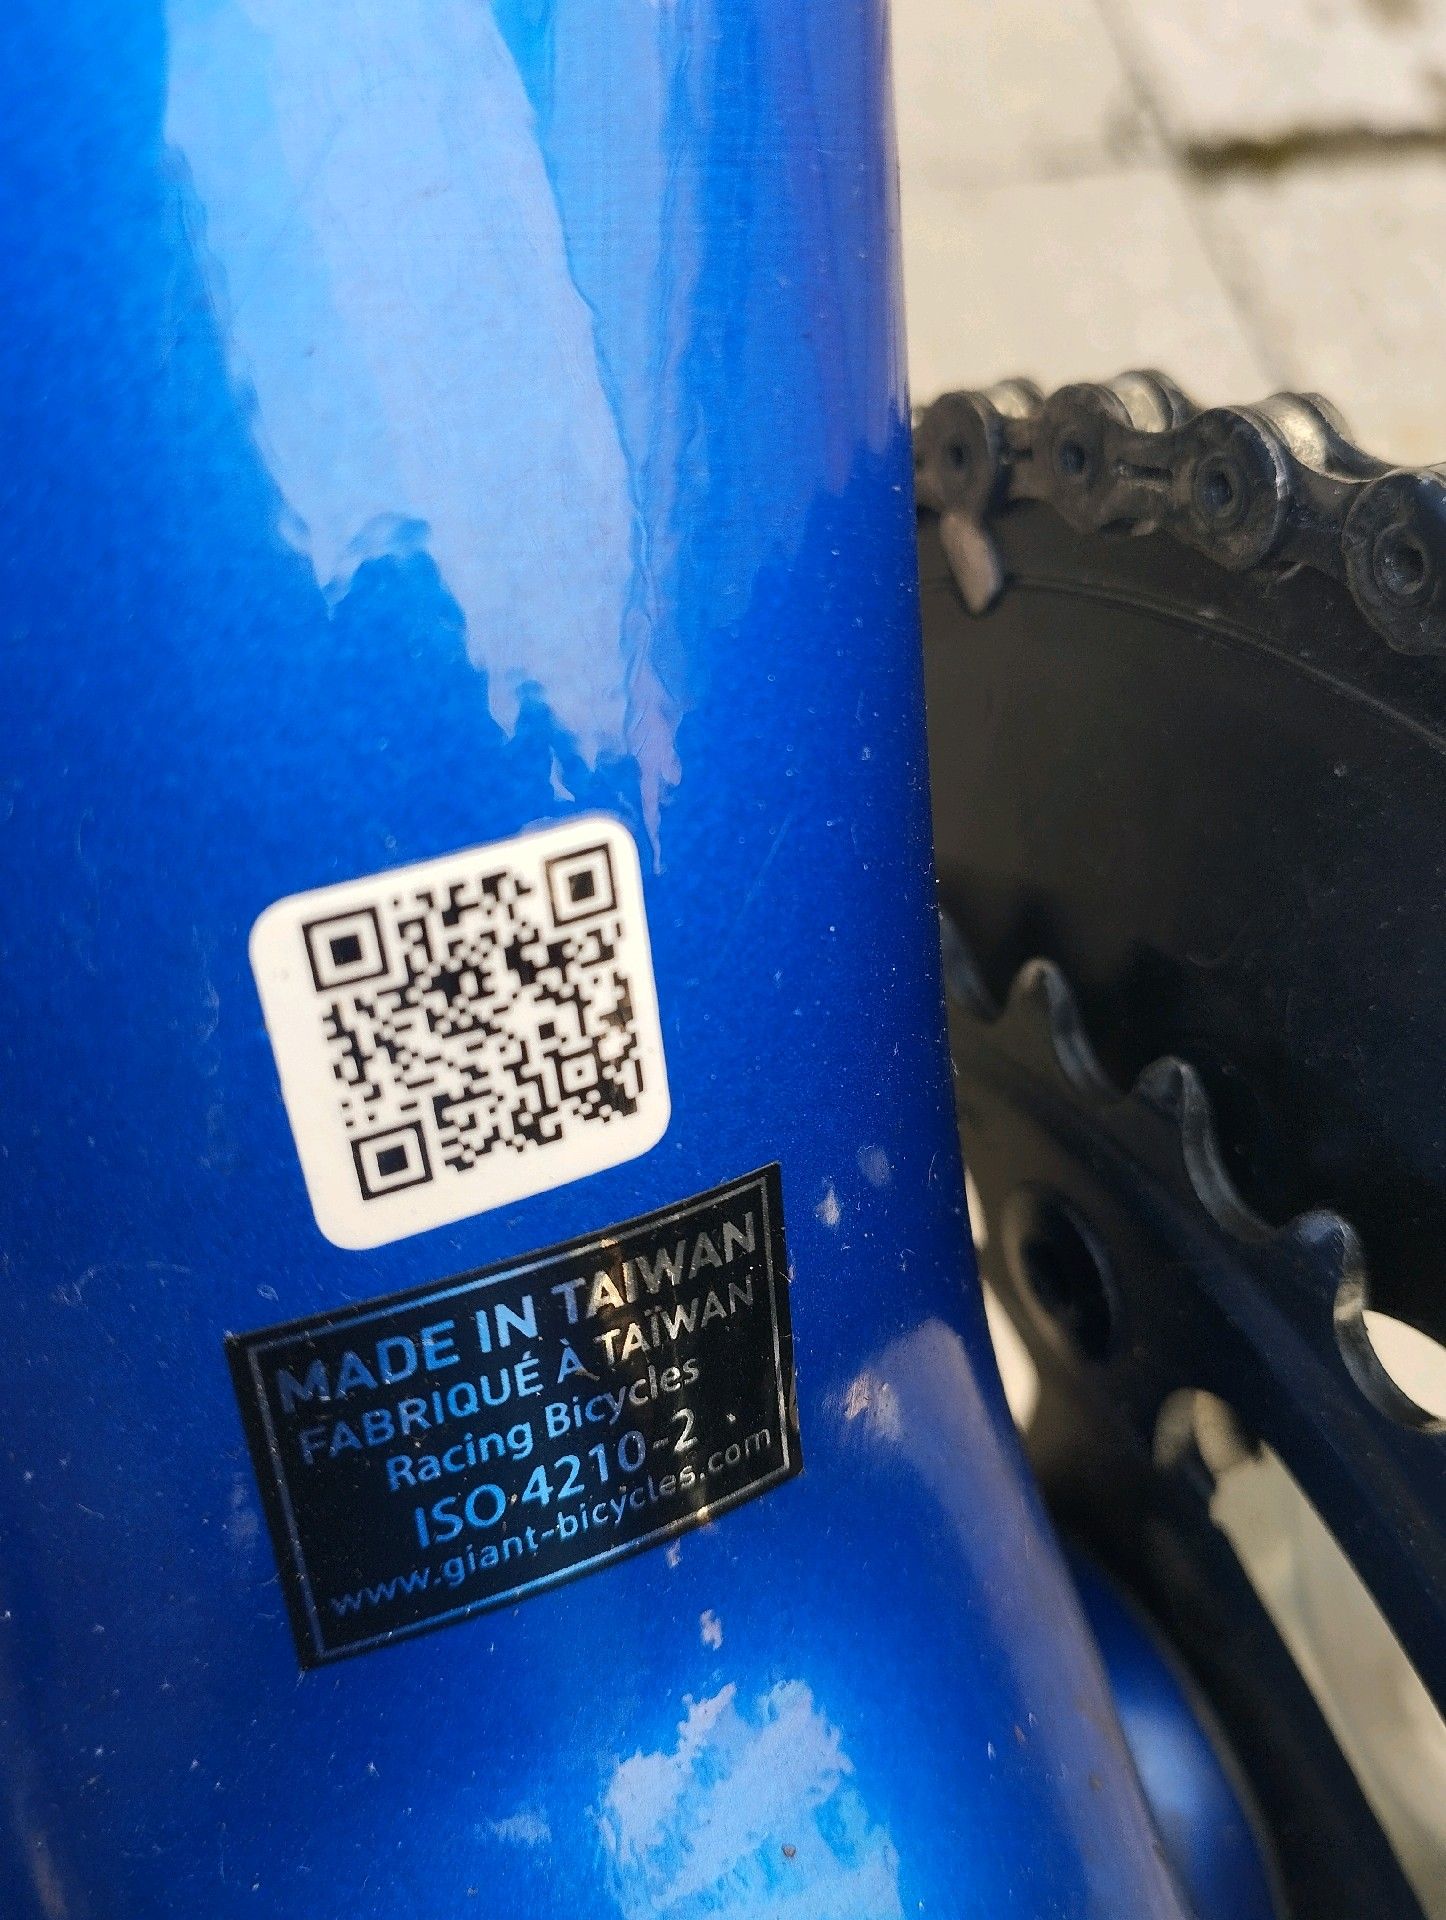 MADE IN TAIWAN
FABRIQUÉ À TAÏWAN
Racing Bicycles
ISO 4210-2
www.giant-bicycles.com